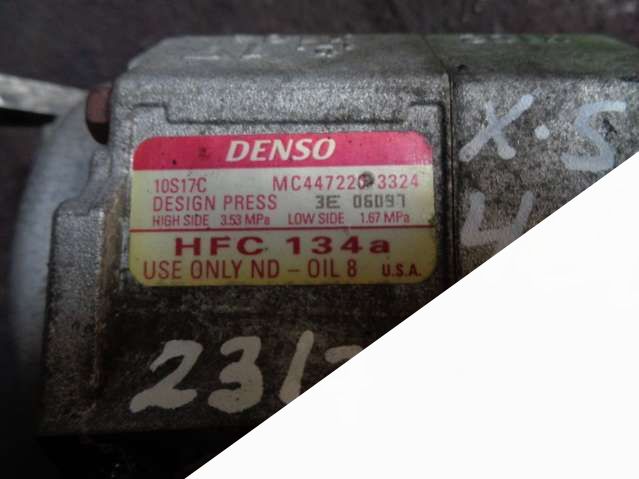 DENSO
10S17C MC447220-3324
DESIGN PRESS 3E 06097
HIGH SIDE 3.53 MPa LOW SIDE 1.67 MPa
HFC 134a
USE ONLY ND-OIL 8 U.S.A.
X·5